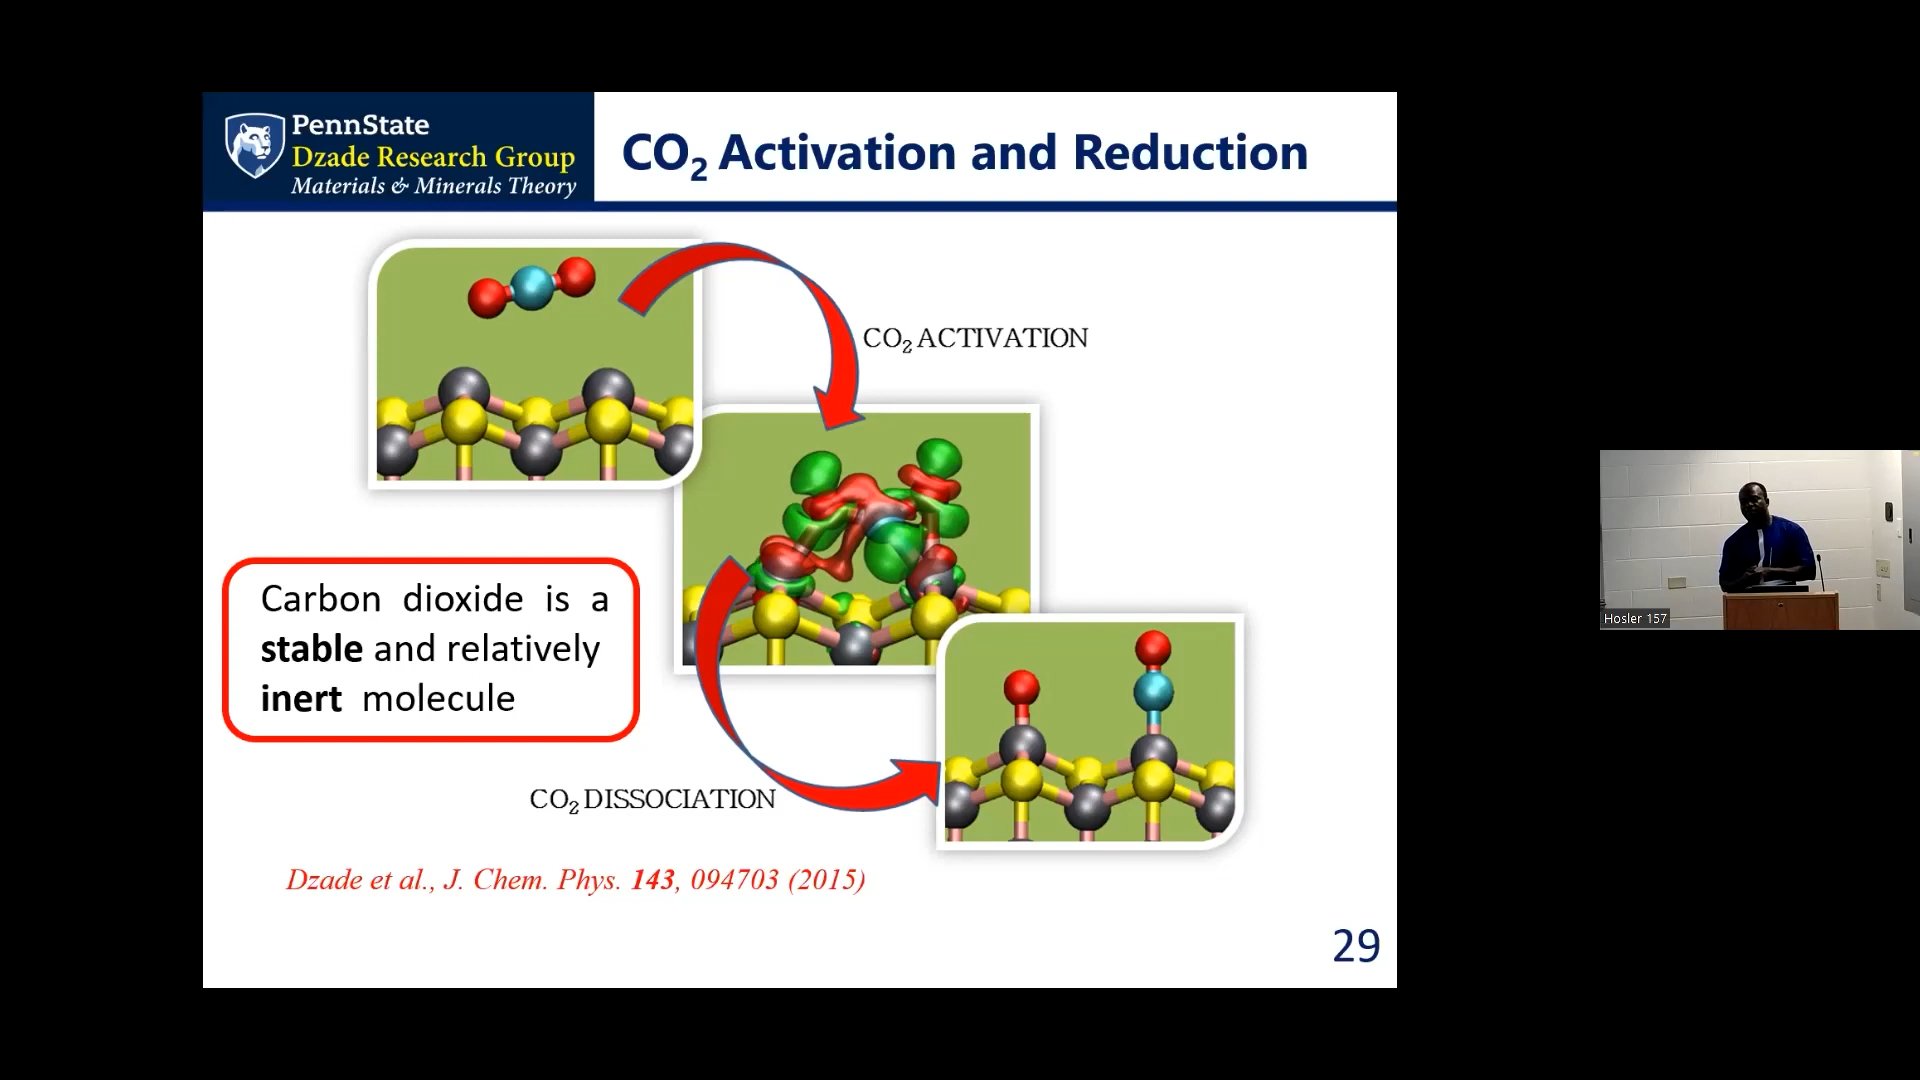 PennState
Dzade Research Group
Materials & Minerals Theory
CO2 Activation and Reduction
CO2 ACTIVATION
Carbon dioxide is a
stable and relatively
inert molecule
CO2 DISSOCIATION
Dzade et al., J. Chem. Phys. 143, 094703 (2015)
29
Hosler 157